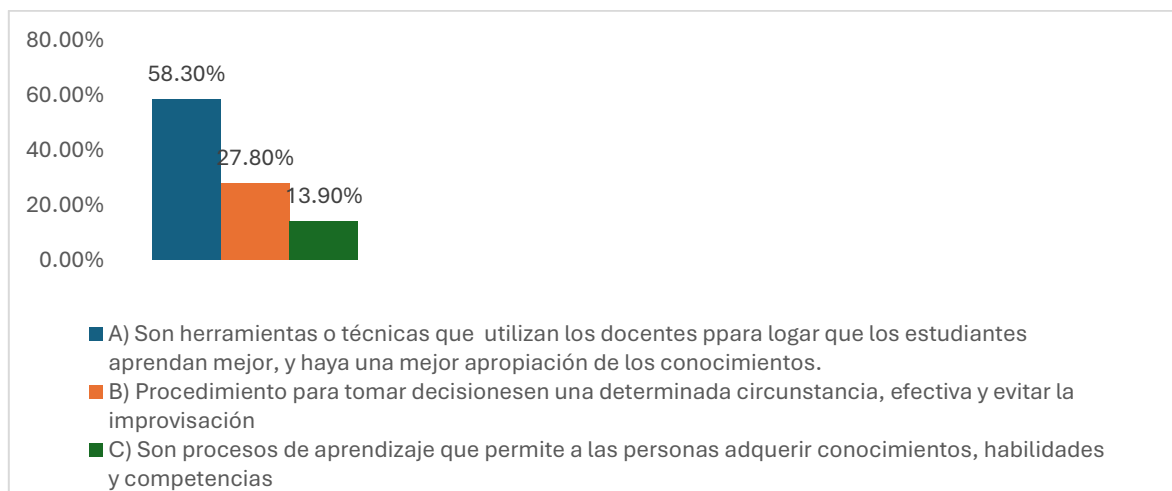 80.00%
58.30%
60.00%
40.00%
27.80%
13.90%
20.00%
0.00%
A) Son herramientas o técnicas que  utilizan los docentes ppara logar que los estudiantes
aprendan mejor, y haya una mejor apropiación de los conocimientos.
B) Procedimiento para tomar decisionesen una determinada circunstancia, efectiva y evitar la
improvisación
C) Son procesos de aprendizaje que permite a las personas adquerir conocimientos, habilidades
y competencias